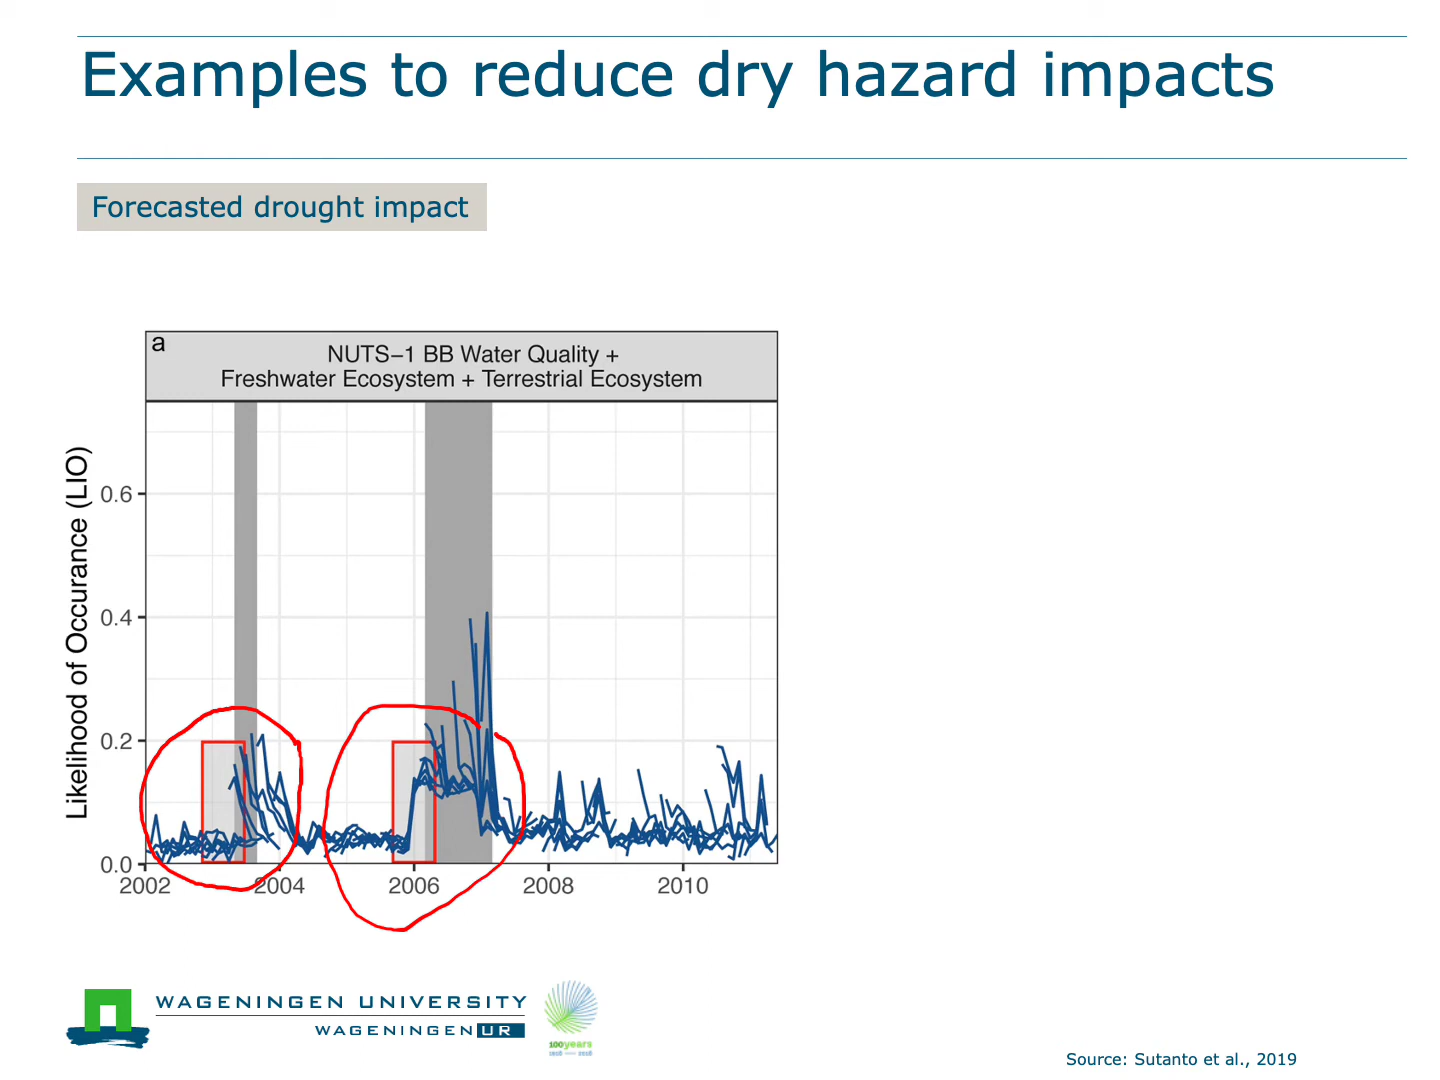 Examples to reduce dry hazard impacts
Forecasted drought impact
a
NUTS−1 BB Water Quality +
Freshwater Ecosystem + Terrestrial Ecosystem
Likelihood of Occurance (LIO)
0.6
0.4
0.2
0.0
2002 2004 2006 2008 2010
WAGENINGEN UNIVERSITY
WAGENINGEN UR
100years
Source: Sutanto et al., 2019